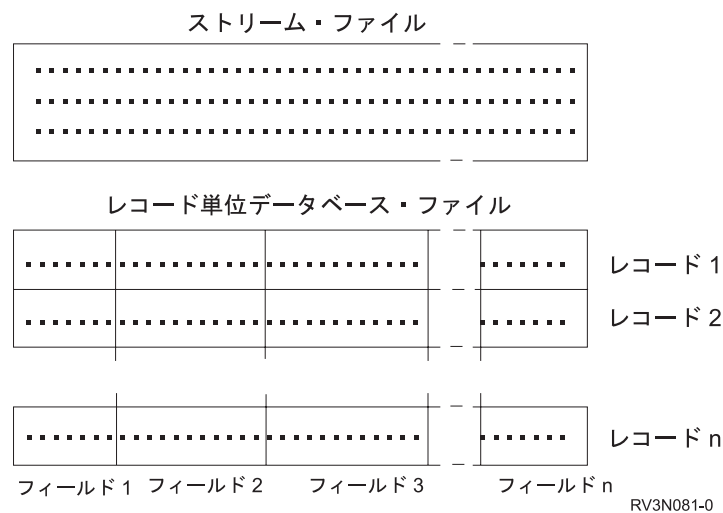 ストリーム・ファイル
レコード単位データベース・ファイル
レコード 1
レコード 2
レコード n
フィールド 1 フィールド 2 フィールド 3 フィールド n
RV3N081-0